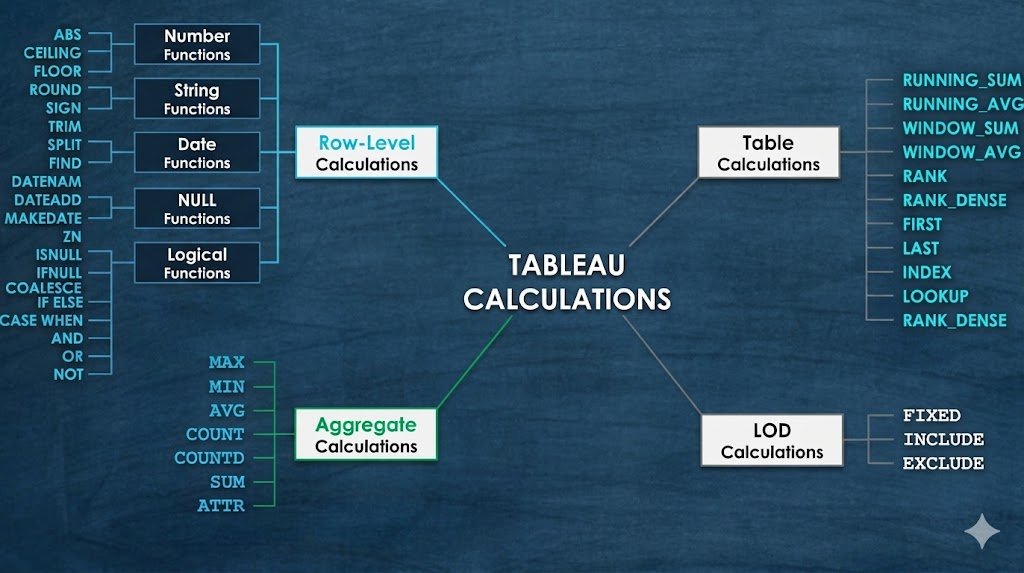 ABS
CEILING
FLOOR
ROUND
SIGN
TRIM
SPLIT
FIND
DATENAM
DATEADD
MAKEDATE
ZN
ISNULL
IFNULL
COALESCE
IF ELSE
CASE WHEN
AND
OR
NOT
Number
Functions
String
Functions
Date
Functions
NULL
Functions
Logical
Functions
Row-Level
Calculations
TABLEAU
CALCULATIONS
Table
Calculations
RUNNING_SUM
RUNNING_AVG
WINDOW_SUM
WINDOW_AVG
RANK
RANK_DENSE
FIRST
LAST
INDEX
LOOKUP
RANK_DENSE
MAX
MIN
AVG
COUNT
COUNTD
SUM
ATTR
Aggregate
Calculations
LOD
Calculations
FIXED
INCLUDE
EXCLUDE